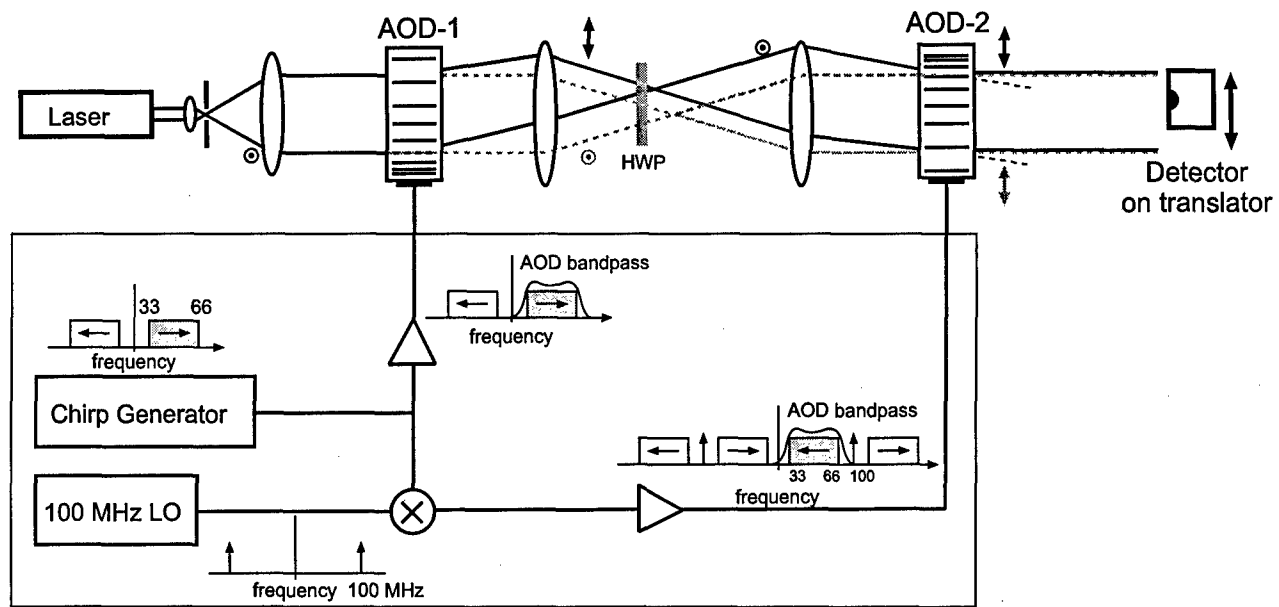 AOD-1
AOD-2
Laser
HWP
Detector
on translator
AOD bandpass
33 66
frequency
frequency
Chirp Generator
AOD bandpass
33 66 100
frequency
100 MHz LO
frequency 100 MHz